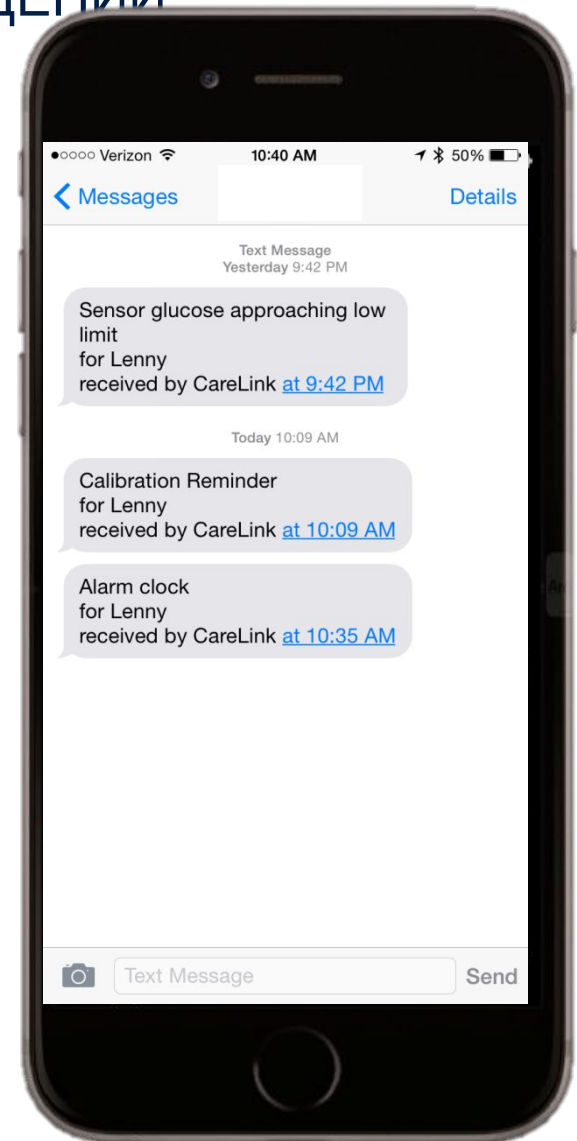 Verizon 10:40 AM 50%
Messages Details
Text Message
Yesterday 9:42 PM
Sensor glucose approaching low
limit
for Lenny
received by CareLink at 9:42 PM
Today 10:09 AM
Calibration Reminder
for Lenny
received by CareLink at 10:09 AM
Alarm clock
for Lenny
received by CareLink at 10:35 AM
Text Message Send